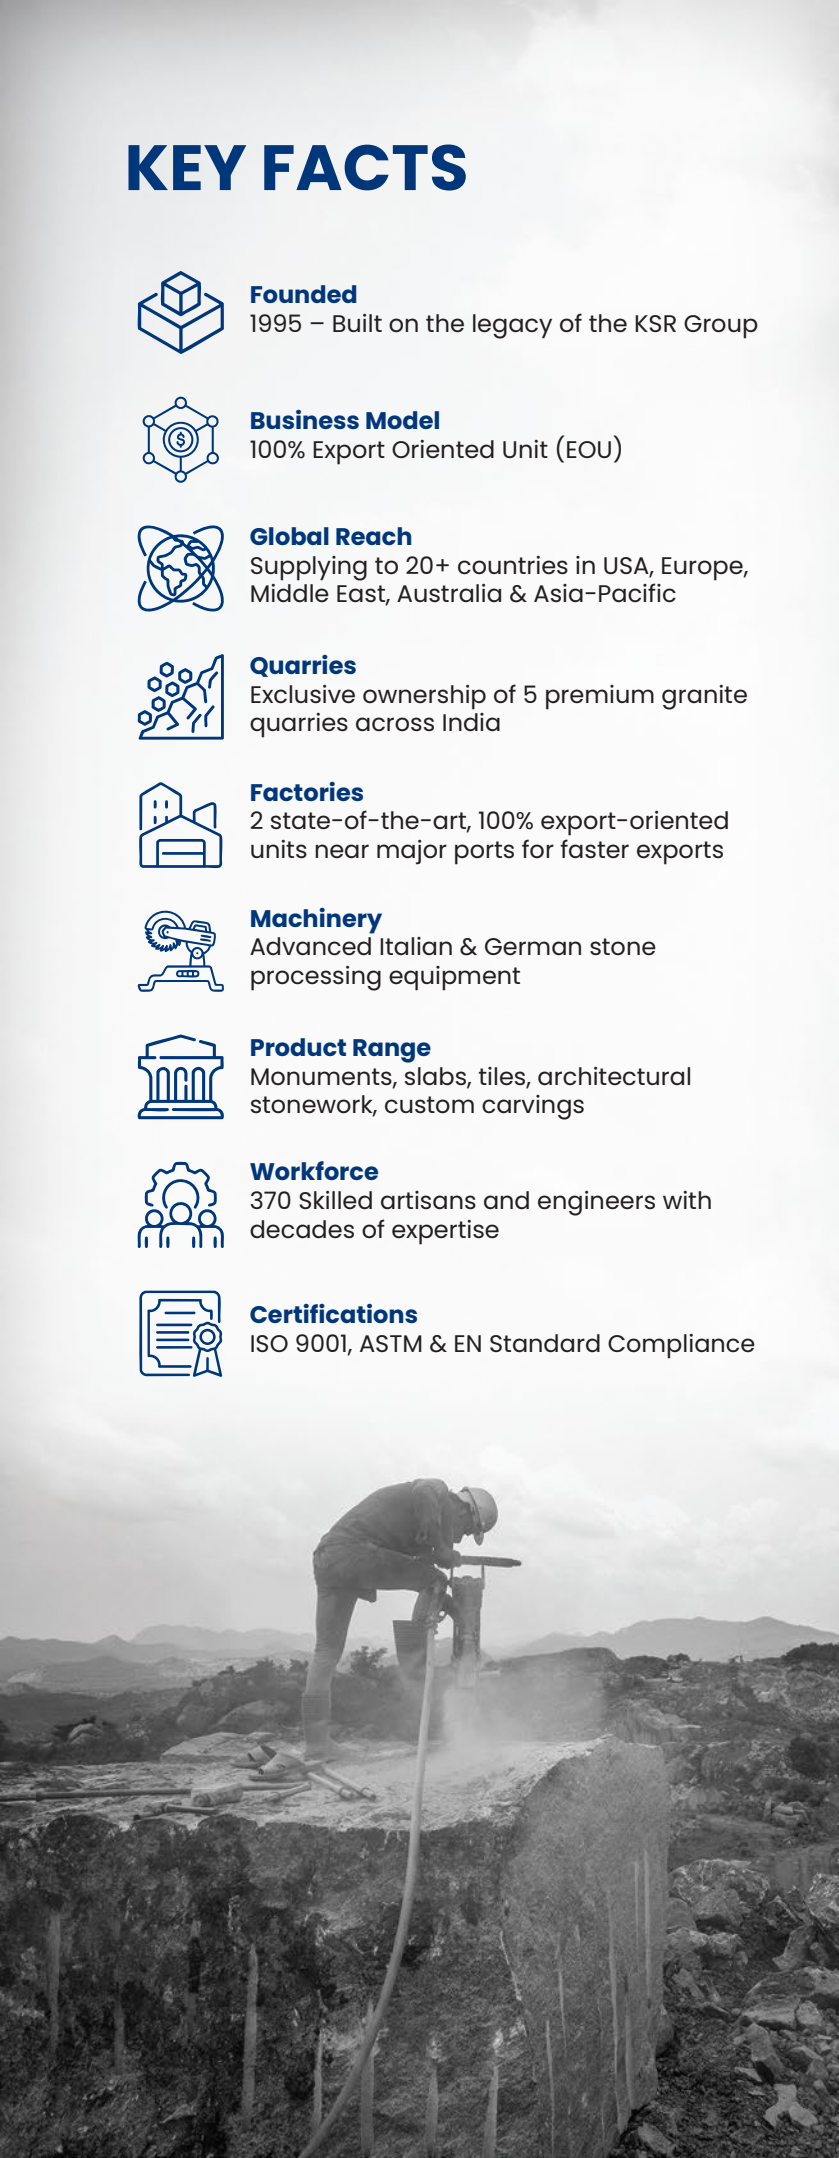 KEY FACTS
Founded
1995 – Built on the legacy of the KSR Group
Business Model
100% Export Oriented Unit (EOU)
Global Reach
Supplying to 20+ countries in USA, Europe,
Middle East, Australia & Asia-Pacific
Quarries
Exclusive ownership of 5 premium granite
quarries across India
Factories
2 state-of-the-art, 100% export-oriented
units near major ports for faster exports
Machinery
Advanced Italian & German stone
processing equipment
Product Range
Monuments, slabs, tiles, architectural
stonework, custom carvings
Workforce
370 Skilled artisans and engineers with
decades of expertise
Certifications
ISO 9001, ASTM & EN Standard Compliance